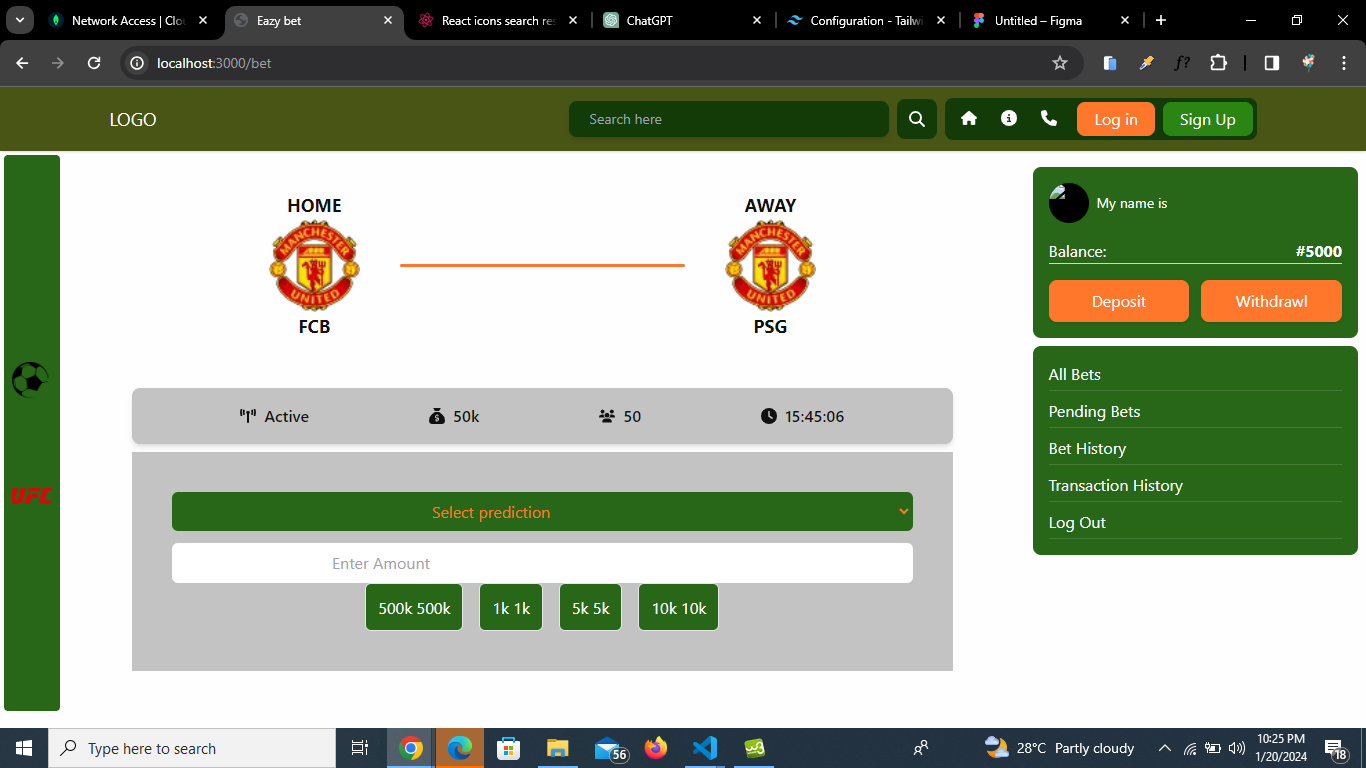 Network Access | Clou
Eazy bet
React icons search res
ChatGPT
Configuration - Tailwi
Untitled – Figma
localhost:3000/bet
f?
LOGO
Search here
Log in
Sign Up
HOME
AWAY
MANCHESTER
UNITED
MANCHESTER
UNITED
FCB
PSG
My name is
Balance:
#5000
Deposit
Withdrawl
All Bets
Pending Bets
Bet History
Transaction History
Log Out
UFC
Active
50k
50
15:45:06
Select prediction
Enter Amount
500k 500k
1k 1k
5k 5k
10k 10k
Type here to search
56
28°C Partly cloudy
10:25 PM
1/20/2024
18